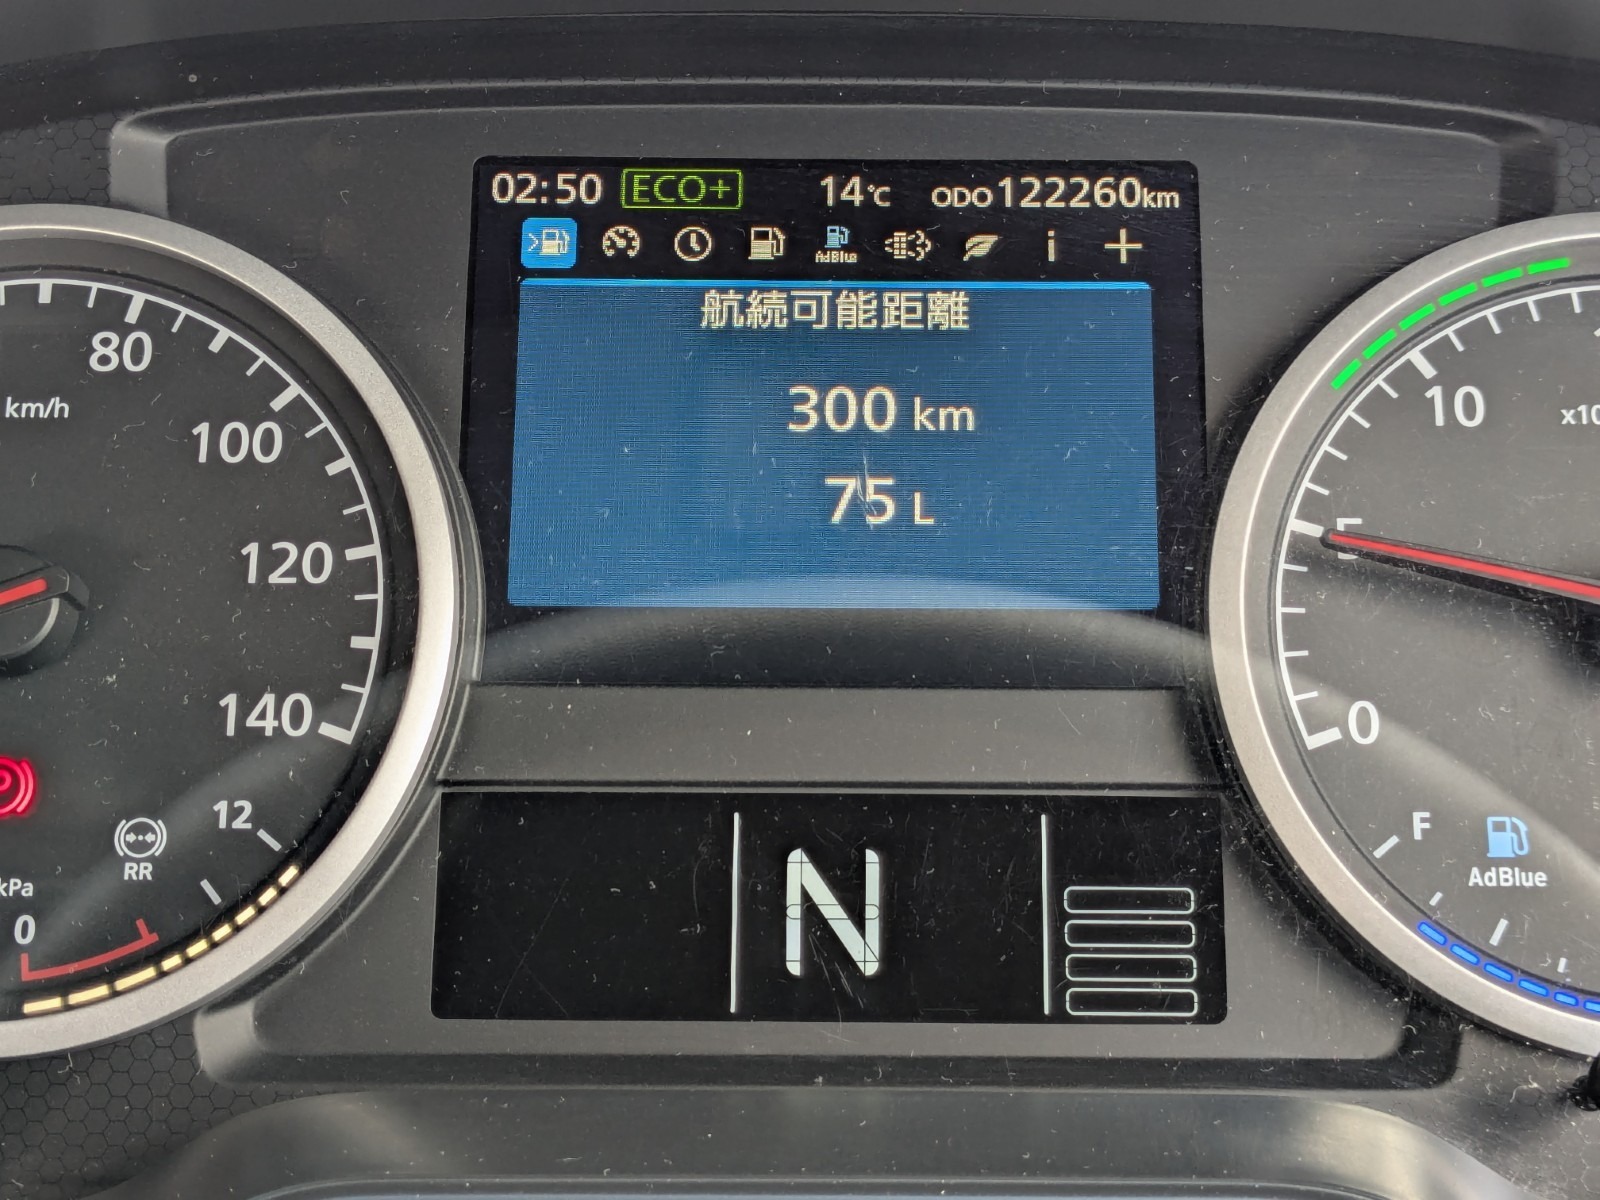 02:50 ECO+ 14℃ ODO122260km
AdBlue i
航続可能距離
300 km
75 L
80
km/h
100
120
140
12
RR
kPa
0
N
10
5
0
F
AdBlue